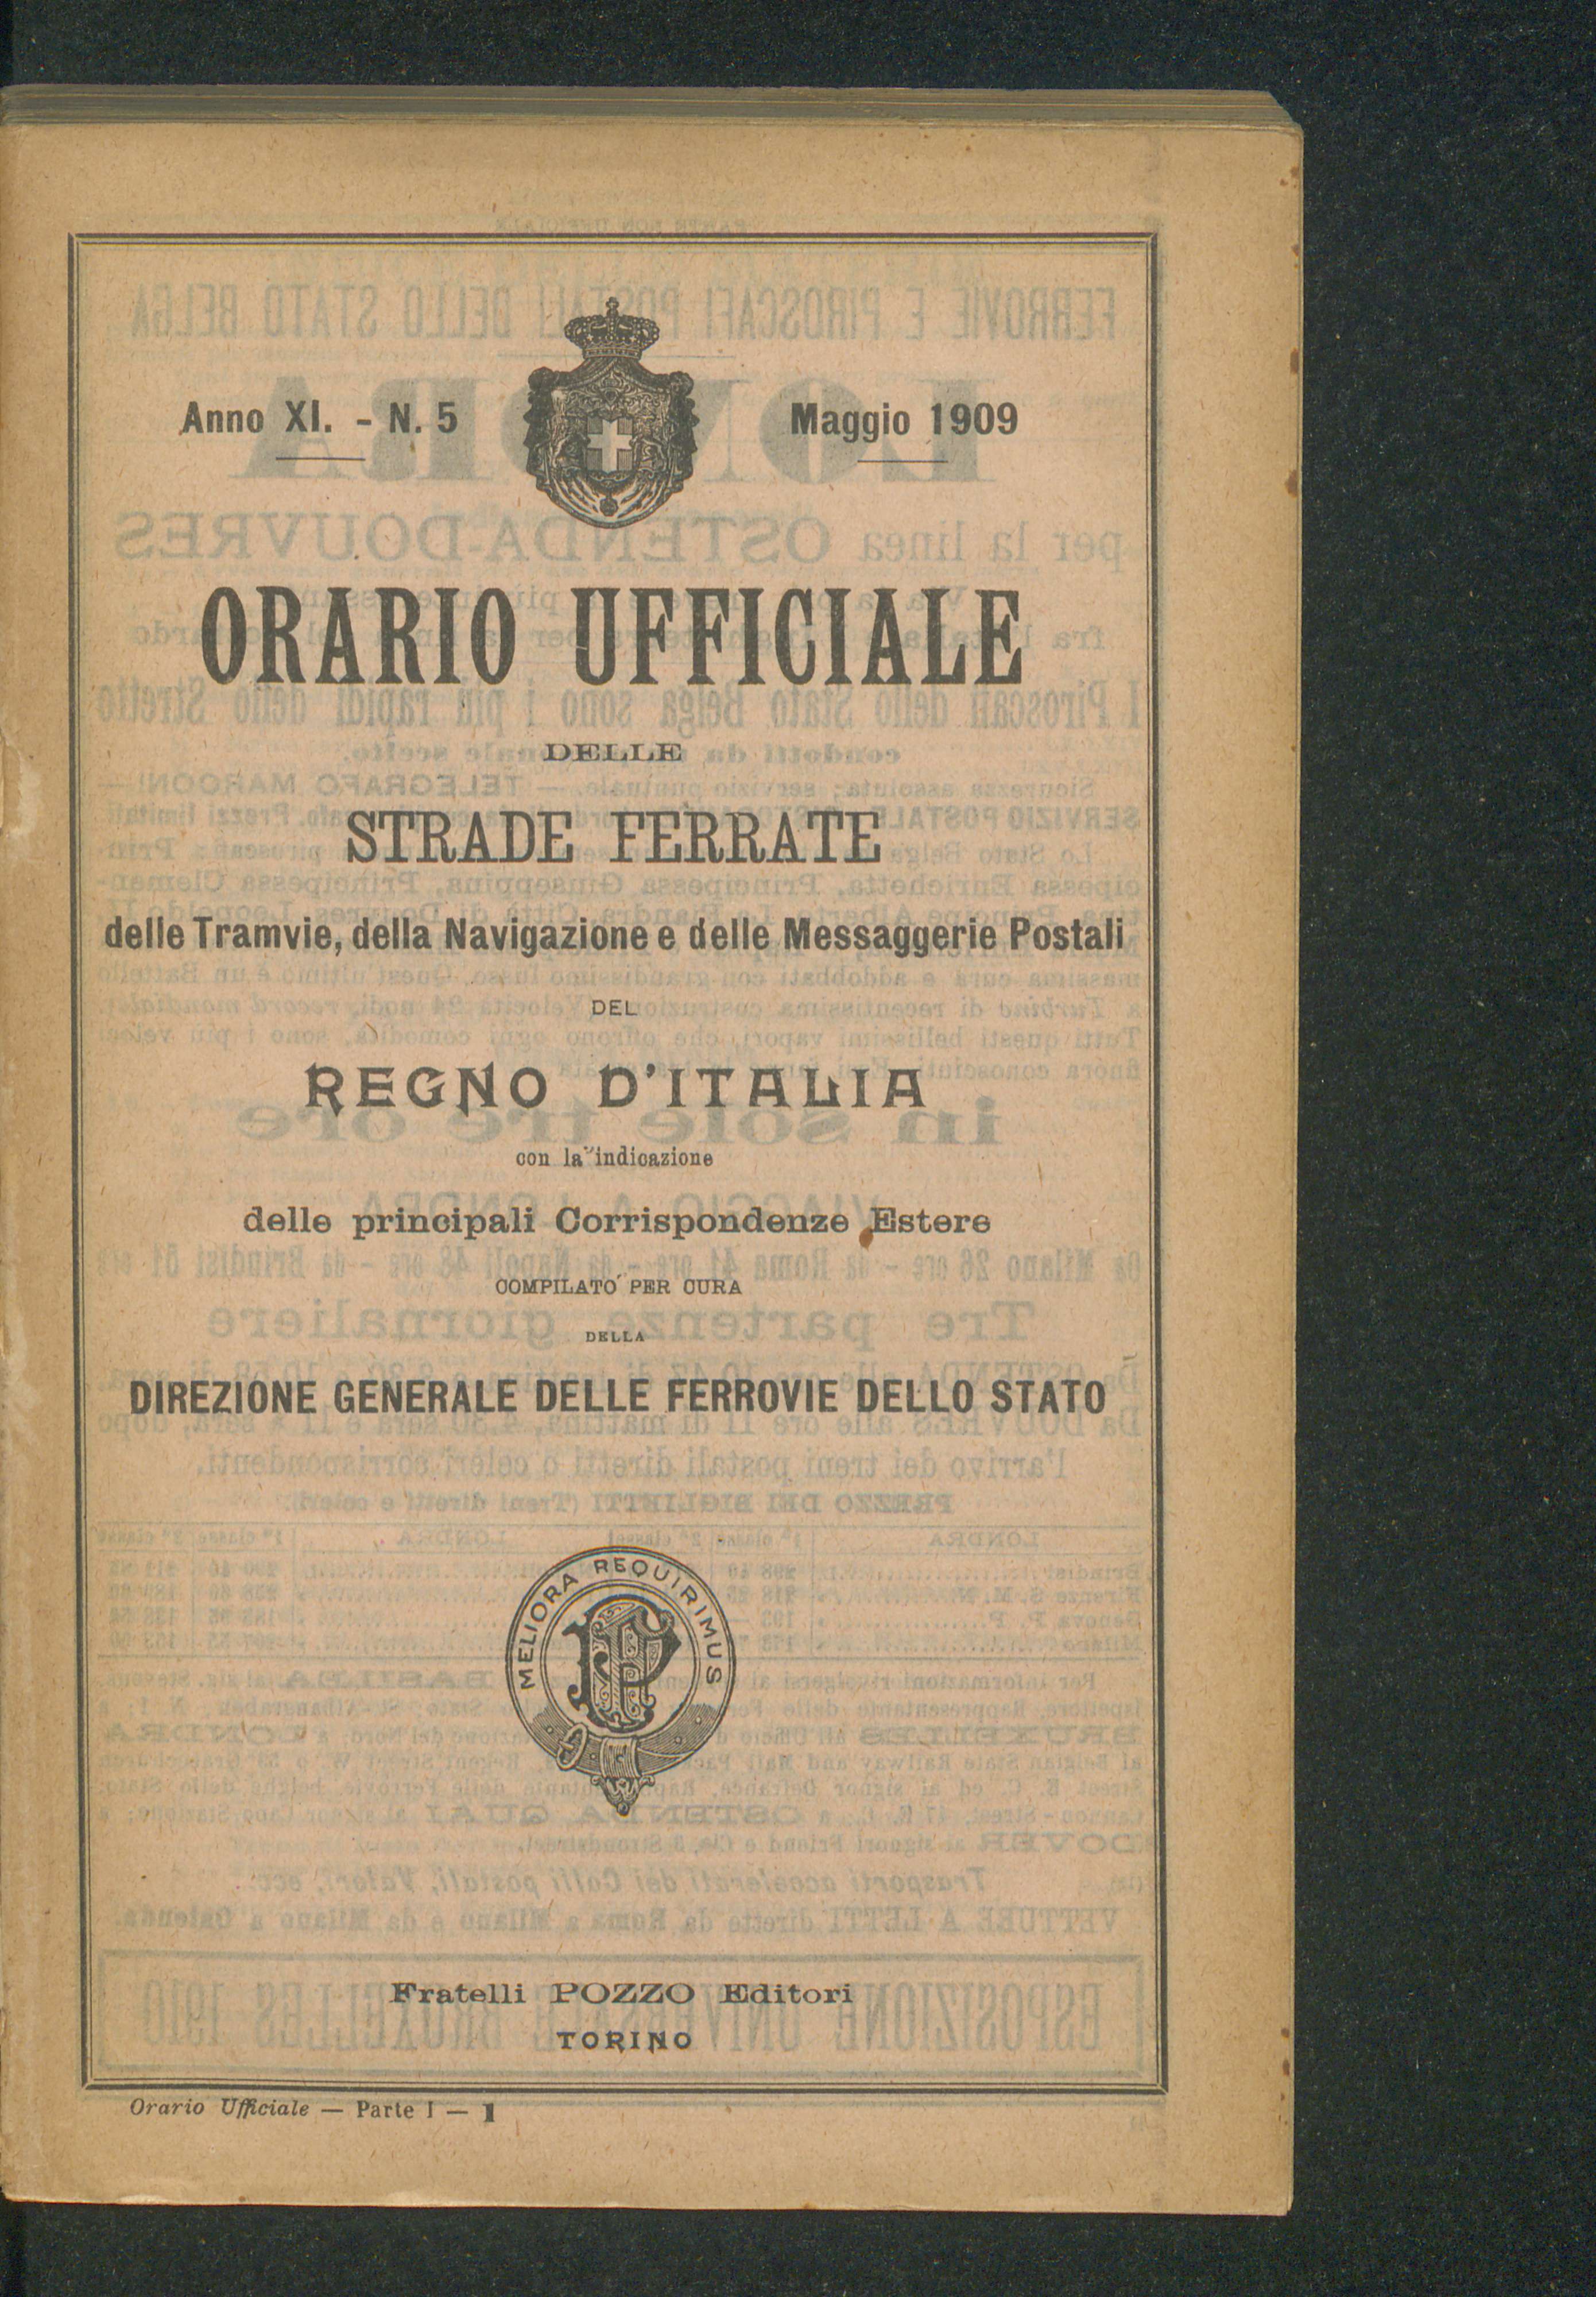 Anno XI. - N. 5
Maggio 1909
ORARIO UFFICIALE
DELLE
STRADE FERRATE
delle Tramvie, della Navigazione e delle Messaggerie Postali
DEL
REGNO D'ITALIA
con la indicazione
delle principali Corrispondenze Estere
COMPILATO PER CURA
DELLA
DIREZIONE GENERALE DELLE FERROVIE DELLO STATO
MELIORA REQUIRIMUS
FP
Fratelli POZZO Editori
TORINO
Orario Ufficiale — Parte I — 1